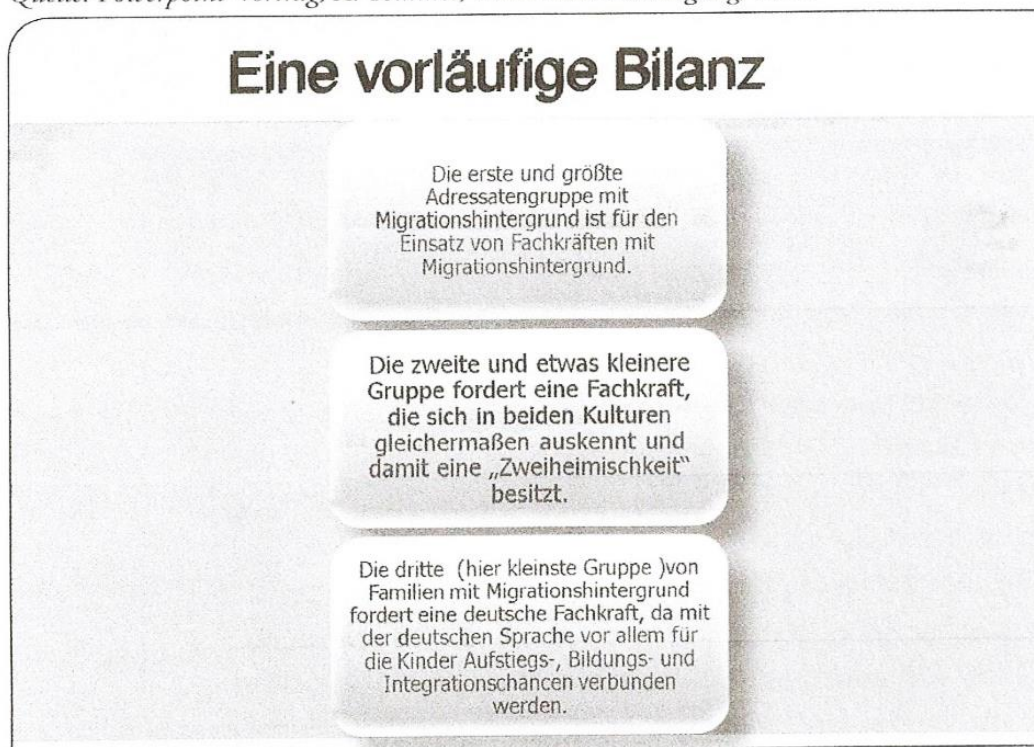 Eine vorläufige Bilanz
Die erste und größte
Adressatengruppe mit
Migrationshintergrund ist für den
Einsatz von Fachkräften mit
Migrationshintergrund.
Die zweite und etwas kleinere
Gruppe fordert eine Fachkraft,
die sich in beiden Kulturen
gleichermaßen auskennt und
damit eine „Zweiheimischkeit“
besitzt.
Die dritte (hier kleinste Gruppe )von
Familien mit Migrationshintergrund
fordert eine deutsche Fachkraft, da mit
der deutschen Sprache vor allem für
die Kinder Aufstiegs-, Bildungs- und
Integrationschancen verbunden
werden.